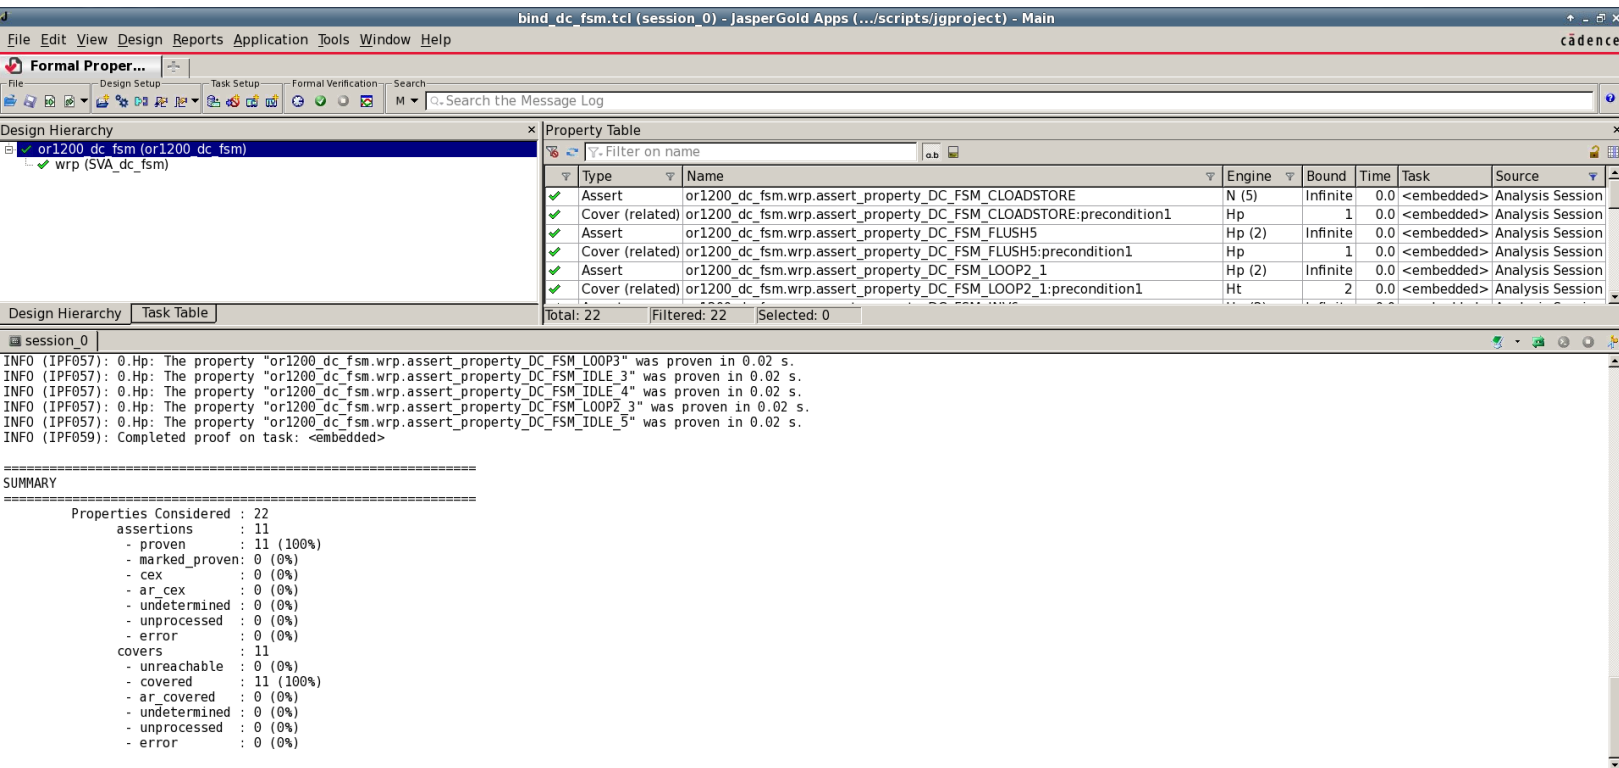 bind_dc_fsm.tcl (session_0) - JasperGold Apps (.../scripts/jgproject) - Main
File Edit View Design Reports Application Tools Window Help
cādence
Formal Proper...
File Design Setup Task Setup Formal Verification Search
M Search the Message Log
Design Hierarchy
or1200_dc_fsm (or1200_dc_fsm)
wrp (SVA_dc_fsm)
Design Hierarchy Task Table
Property Table
Filter on name
a.b
Type Name Engine Bound Time Task Source
Assert or1200_dc_fsm.wrp.assert_property_DC_FSM_CLOADSTORE N (5) Infinite 0.0 <embedded> Analysis Session
Cover (related) or1200_dc_fsm.wrp.assert_property_DC_FSM_CLOADSTORE:precondition1 Hp 1 0.0 <embedded> Analysis Session
Assert or1200_dc_fsm.wrp.assert_property_DC_FSM_FLUSH5 Hp (2) Infinite 0.0 <embedded> Analysis Session
Cover (related) or1200_dc_fsm.wrp.assert_property_DC_FSM_FLUSH5:precondition1 Hp 1 0.0 <embedded> Analysis Session
Assert or1200_dc_fsm.wrp.assert_property_DC_FSM_LOOP2_1 Hp (2) Infinite 0.0 <embedded> Analysis Session
Cover (related) or1200_dc_fsm.wrp.assert_property_DC_FSM_LOOP2_1:precondition1 Ht 2 0.0 <embedded> Analysis Session
Total: 22 Filtered: 22 Selected: 0
session_0
INFO (IPF057): 0.Hp: The property "or1200_dc_fsm.wrp.assert_property_DC_FSM_LOOP3" was proven in 0.02 s.
INFO (IPF057): 0.Hp: The property "or1200_dc_fsm.wrp.assert_property_DC_FSM_IDLE_3" was proven in 0.02 s.
INFO (IPF057): 0.Hp: The property "or1200_dc_fsm.wrp.assert_property_DC_FSM_IDLE_4" was proven in 0.02 s.
INFO (IPF057): 0.Hp: The property "or1200_dc_fsm.wrp.assert_property_DC_FSM_LOOP2_3" was proven in 0.02 s.
INFO (IPF057): 0.Hp: The property "or1200_dc_fsm.wrp.assert_property_DC_FSM_IDLE_5" was proven in 0.02 s.
INFO (IPF059): Completed proof on task: <embedded>
==============================================================
SUMMARY
==============================================================
Properties Considered : 22
assertions : 11
- proven : 11 (100%)
- marked_proven: 0 (0%)
- cex : 0 (0%)
- ar_cex : 0 (0%)
- undetermined : 0 (0%)
- unprocessed : 0 (0%)
- error : 0 (0%)
covers : 11
- unreachable : 0 (0%)
- covered : 11 (100%)
- ar_covered : 0 (0%)
- undetermined : 0 (0%)
- unprocessed : 0 (0%)
- error : 0 (0%)